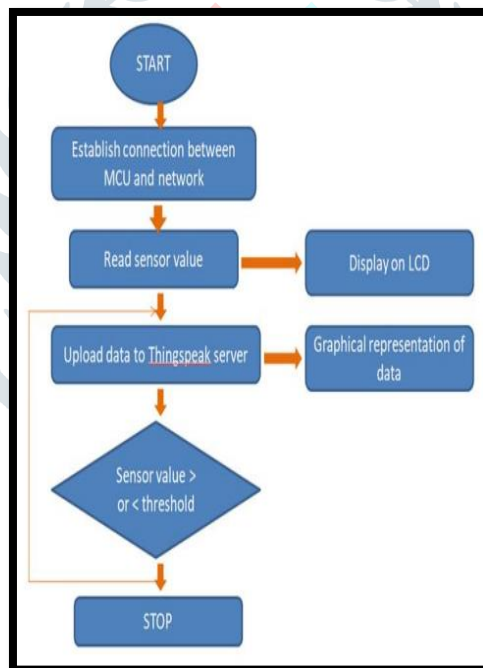 START
Establish connection between
MCU and network
Read sensor value
Display on LCD
Upload data to Thingspeak server
Graphical representation of
data
Sensor value >
or < threshold
STOP